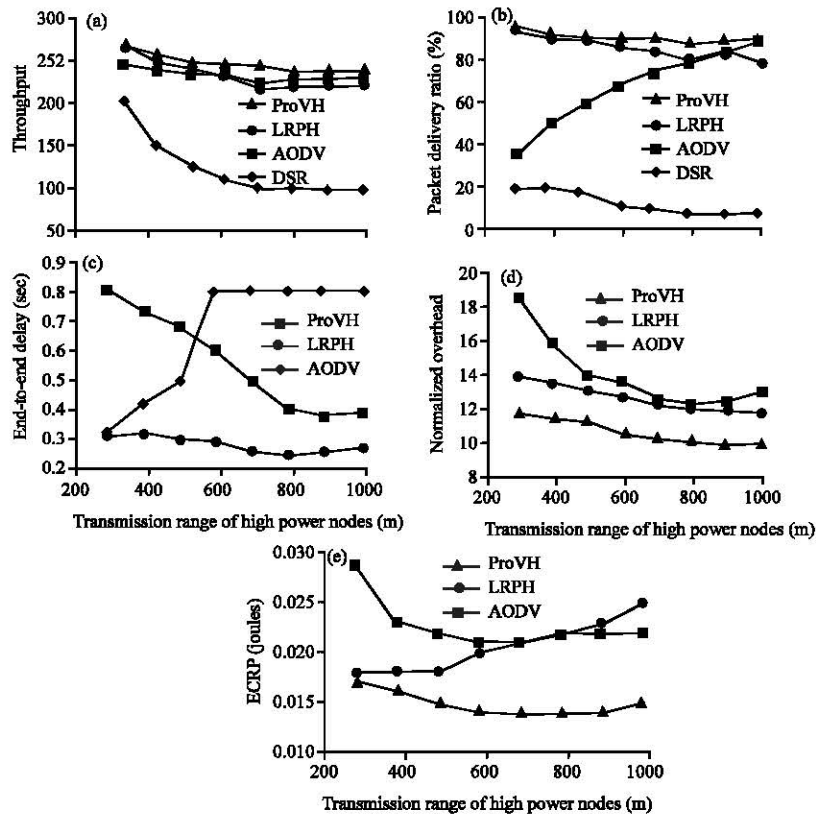 (a)
Throughput
300
252
200
150
100
50
ProVH
LRPH
AODV
DSR
(b)
Packet delivery ratio (%)
100
80
60
40
20
0
ProVH
LRPH
AODV
DSR
(c)
End-to-end delay (sec)
0.9
0.8
0.7
0.6
0.5
0.4
0.3
0.2
ProVH
LRPH
AODV
200 400 600 800 1000
Transmission range of high power nodes (m)
(d)
Normalized overhead
20
18
16
14
12
10
8
ProVH
LRPH
AODV
200 400 600 800 1000
Transmission range of high power nodes (m)
(e)
ECRP (joules)
0.030
0.025
0.020
0.015
0.010
ProVH
LRPH
AODV
200 400 600 800 1000
Transmission range of high power nodes (m)